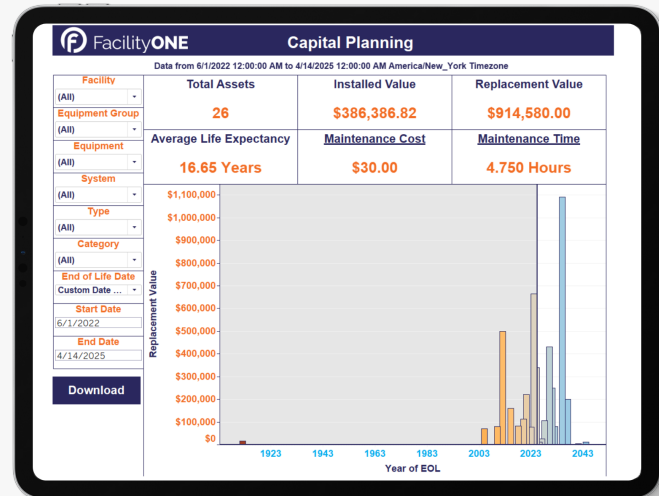 FacilityONE
Capital Planning
Data from 6/1/2022 12:00:00 AM to 4/14/2025 12:00:00 AM America/New_York Timezone
Facility
(All)
Equipment Group
(All)
Equipment
(All)
System
(All)
Type
(All)
Category
(All)
End of Life Date
Custom Date ...
Start Date
6/1/2022
End Date
4/14/2025
Download
Total Assets
26
Installed Value
$386,386.82
Replacement Value
$914,580.00
Average Life Expectancy
16.65 Years
Maintenance Cost
$30.00
Maintenance Time
4.750 Hours
Replacement Value
$1,100,000
$1,000,000
$900,000
$800,000
$700,000
$600,000
$500,000
$400,000
$300,000
$200,000
$100,000
$0
1923 1943 1963 1983 2003 2023 2043
Year of EOL